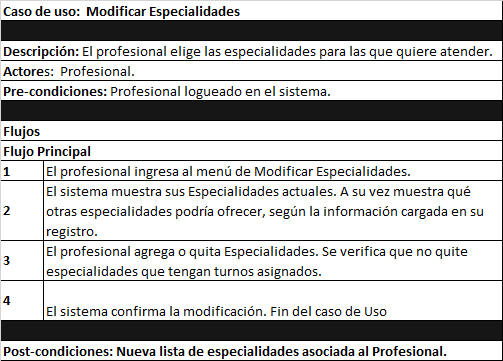 Caso de uso:  Modificar Especialidades
Descripción: El profesional elige las especialidades para las que quiere atender.
Actores:  Profesional.
Pre-condiciones: Profesional logueado en el sistema.
Flujos
Flujo Principal
1 El profesional ingresa al menú de Modificar Especialidades.
El sistema muestra sus Especialidades actuales. A su vez muestra qué
2 otras especialidades podría ofrecer, según la información cargada en su
registro.
3 El profesional agrega o quita Especialidades. Se verifica que no quite
especialidades que tengan turnos asignados.
4
El sistema confirma la modificación. Fin del caso de Uso
Post-condiciones: Nueva lista de especialidades asociada al Profesional.